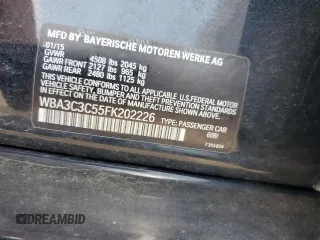 MFD BY BAYERISCHE MOTOREN WERKE AG
01/15
GVWR 4508 lbs 2045 kg
GAWR FRONT 2127 lbs 965 kg
GAWR REAR 2480 lbs 1125 kg
THIS VEHICLE CONFORMS TO ALL APPLICABLE
U.S. FEDERAL MOTOR VEHICLE SAFETY, BUMPER,
AND THEFT PREVENTION STANDARDS IN EFFECT ON
THE DATE OF MANUFACTURE SHOWN ABOVE.
WBA3C3C55FK202226
TYPE: PASSENGER CAR
DREAMBID